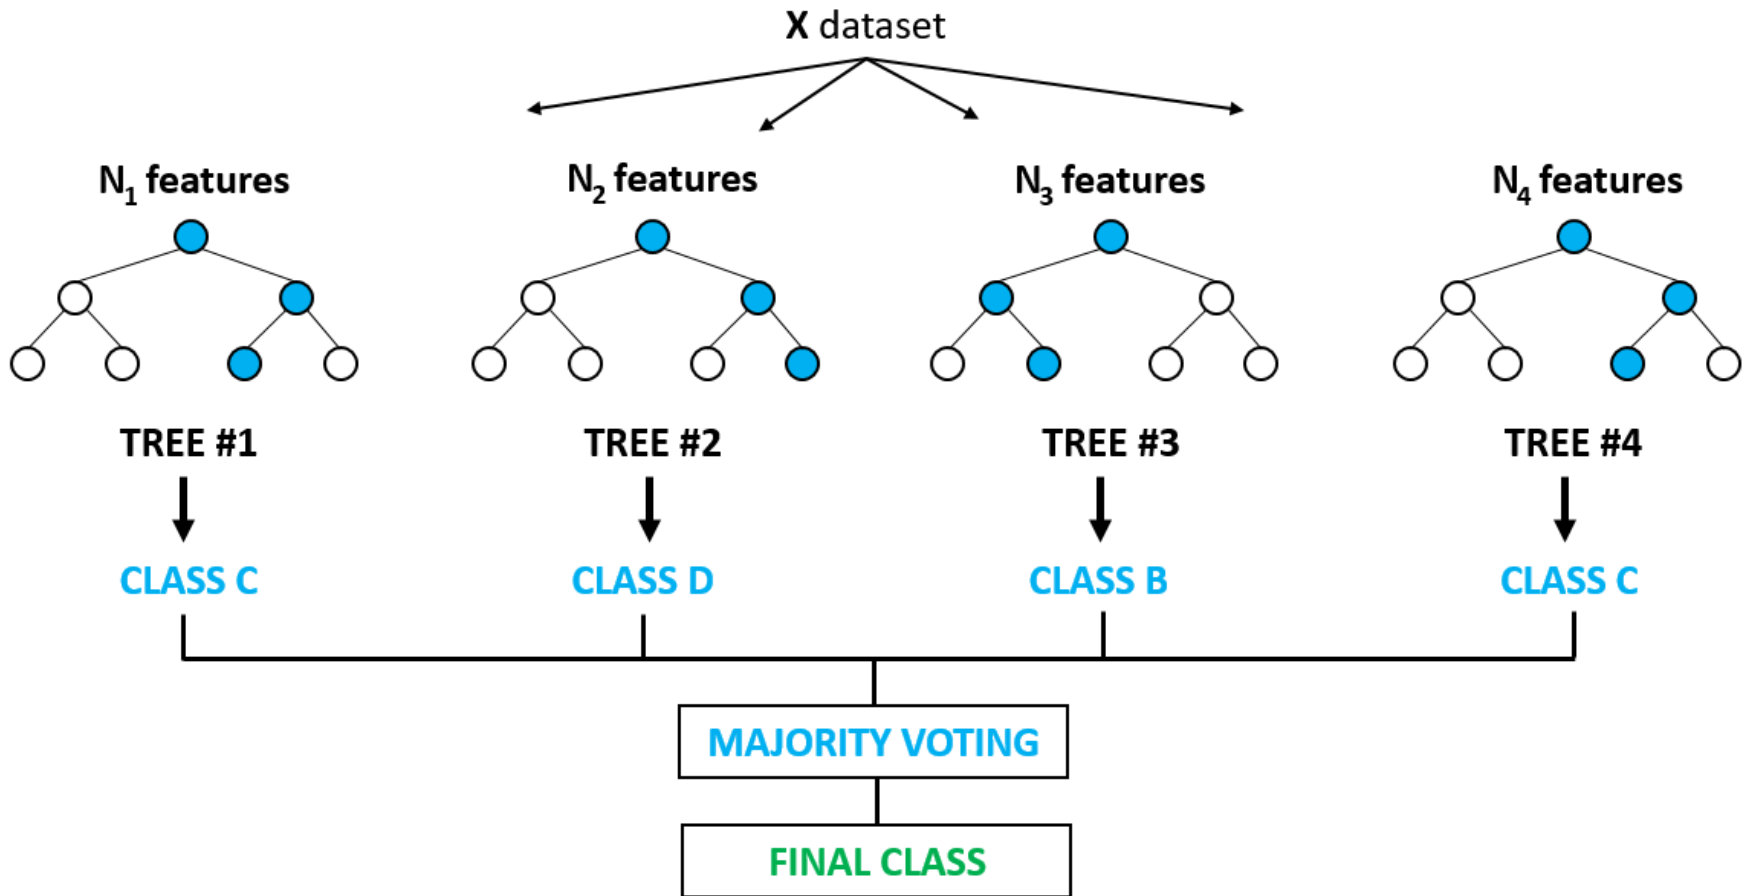 X dataset
N₁ features
N₂ features
N₃ features
N₄ features
TREE #1
TREE #2
TREE #3
TREE #4
CLASS C
CLASS D
CLASS B
CLASS C
MAJORITY VOTING
FINAL CLASS